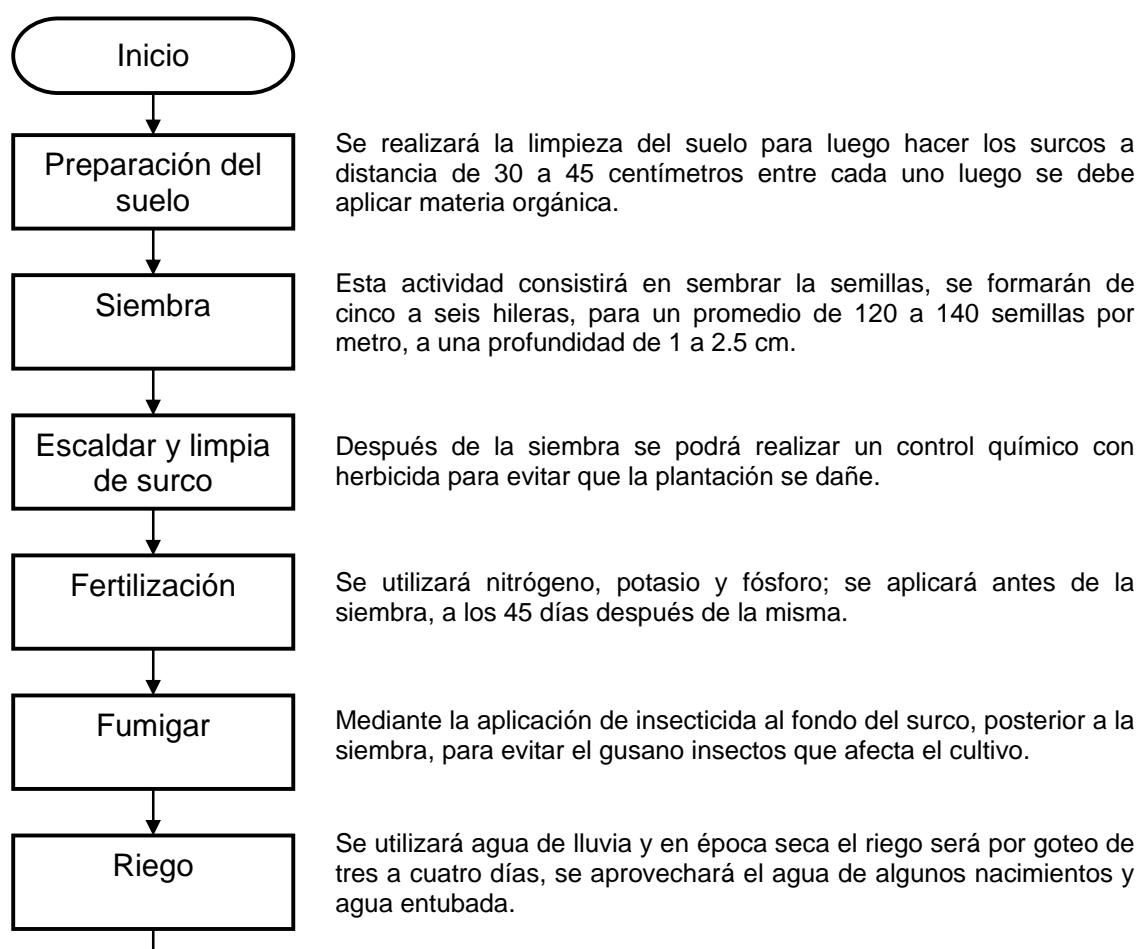 Inicio
Preparación del
suelo
Se realizará la limpieza del suelo para luego hacer los surcos a
distancia de 30 a 45 centímetros entre cada uno luego se debe
aplicar materia orgánica.
Siembra
Esta actividad consistirá en sembrar la semillas, se formarán de
cinco a seis hileras, para un promedio de 120 a 140 semillas por
metro, a una profundidad de 1 a 2.5 cm.
Escaldar y limpia
de surco
Después de la siembra se podrá realizar un control químico con
herbicida para evitar que la plantación se dañe.
Fertilización
Se utilizará nitrógeno, potasio y fósforo; se aplicará antes de la
siembra, a los 45 días después de la misma.
Fumigar
Mediante la aplicación de insecticida al fondo del surco, posterior a la
siembra, para evitar el gusano insectos que afecta el cultivo.
Riego
Se utilizará agua de lluvia y en época seca el riego será por goteo de
tres a cuatro días, se aprovechará el agua de algunos nacimientos y
agua entubada.